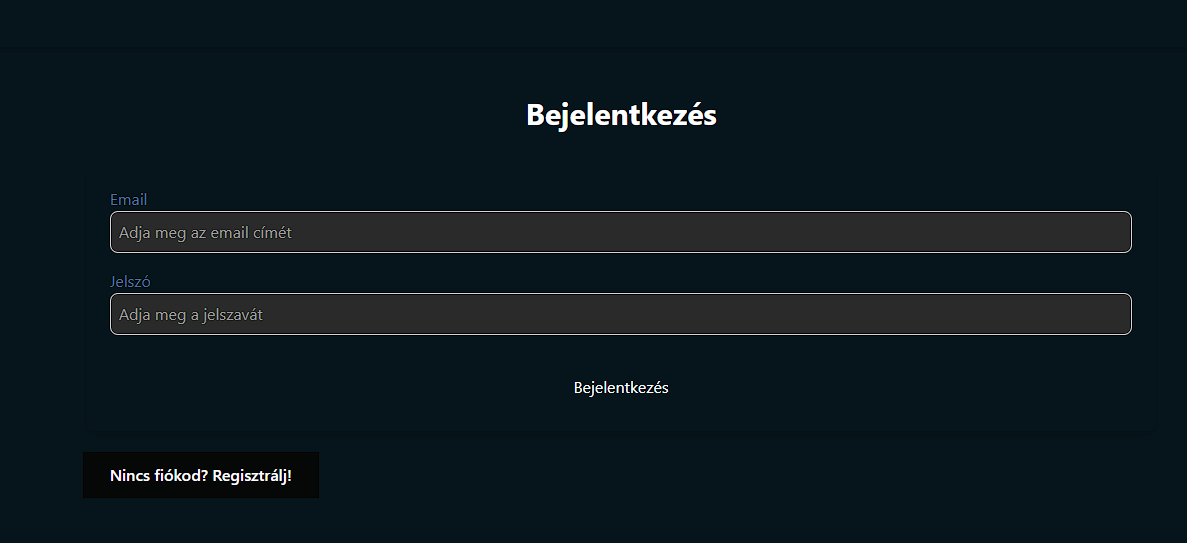 Bejelentkezés
Email
Adja meg az email címét
Jelszó
Adja meg a jelszavát
Bejelentkezés
Nincs fiókod? Regisztrálj!